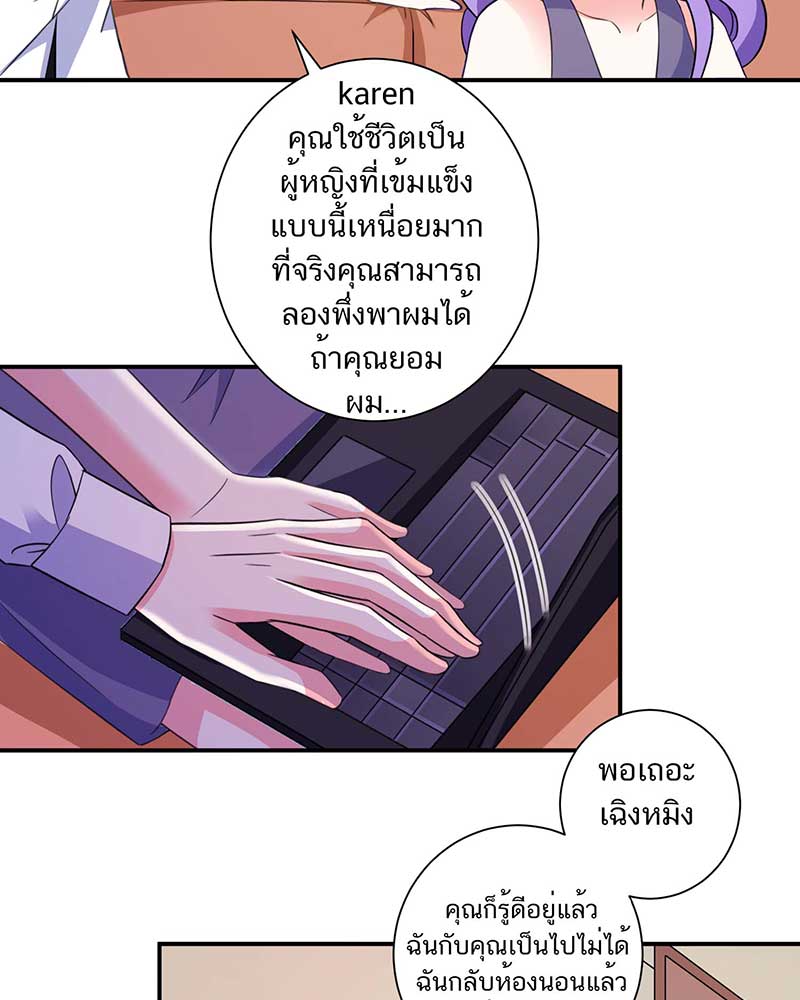 karen
คุณใช้ชีวิตเป็น
ผู้หญิงที่เข้มแข็ง
แบบนี้เหนื่อยมาก
ที่จริงคุณสามารถ
ลองพึ่งพาผมได้
ถ้าคุณยอม
ผม...
พอเถอะ
เฉิงหมิง
คุณก็รู้ดีอยู่แล้ว
ฉันกับคุณเป็นไปไม่ได้
ฉันกลับห้องนอนแล้ว